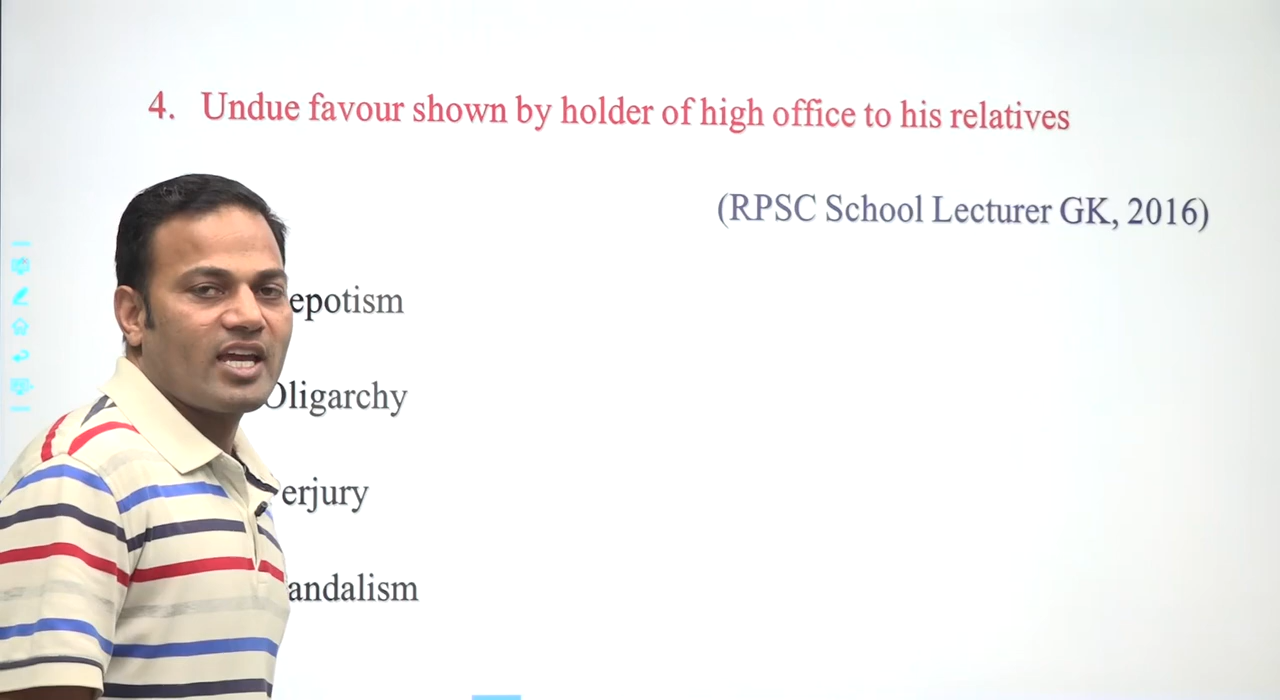 4. Undue favour shown by holder of high office to his relatives
(RPSC School Lecturer GK, 2016)
epotism
Oligarchy
erjury
andalism